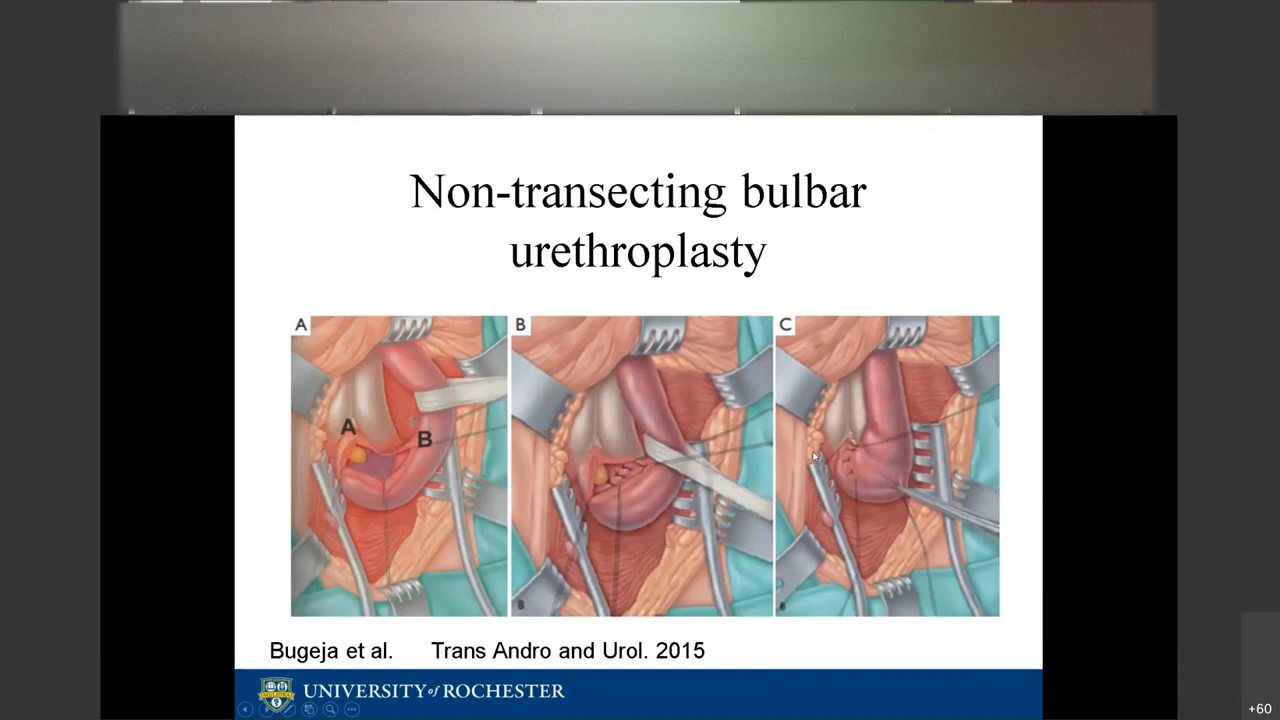 Non-transecting bulbar
urethroplasty
A
B
C
A
B
B
B
Bugeja et al. Trans Andro and Urol. 2015
UNIVERSITY of ROCHESTER
+60